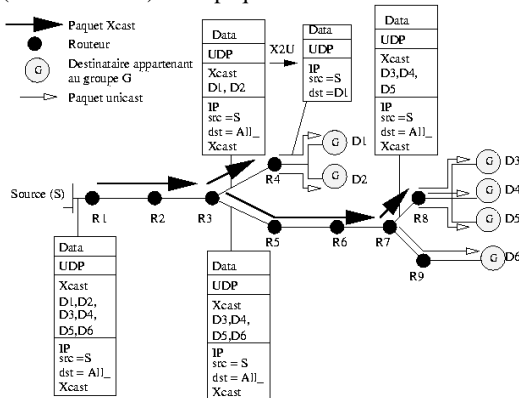 Paquet Xcast
Routeur
G
Destinataire appartenant
au groupe G
Paquet unicast
Data
UDP
Xcast
D1, D2
IP
src =S
dst = All_
Xcast
X2U
Data
UDP
IP
src =S
dst =D1
Data
UDP
Xcast
D3,D4,
D5
IP
src =S
dst = All_
Xcast
G D1
G D2
R4
Source (S)
R1
R2
R3
R5
R6
R7
R8
R9
G D3
G D4
G D5
G D6
Data
UDP
Xcast
D1,D2,
D3,D4,
D5,D6
IP
src =S
dst = All_
Xcast
Data
UDP
Xcast
D3,D4,
D5,D6
IP
src =S
dst = All_
Xcast